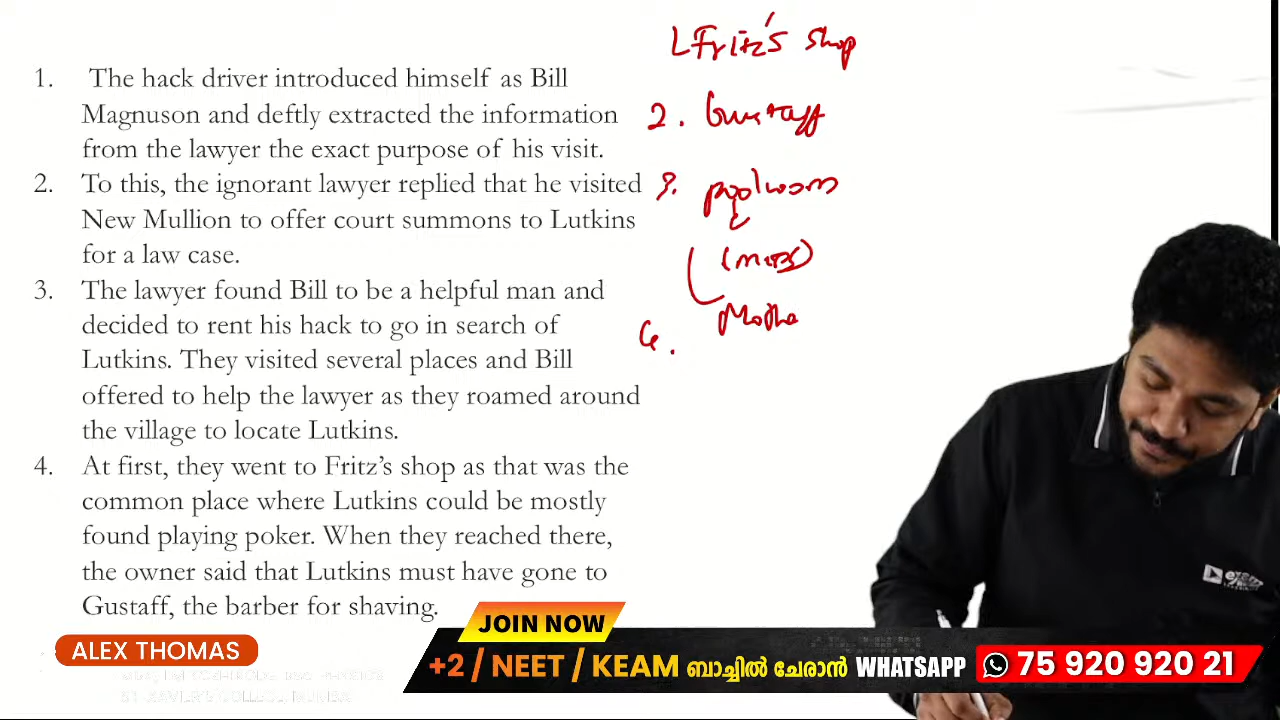 1. The hack driver introduced himself as Bill
Magnuson and deftly extracted the information
from the lawyer the exact purpose of his visit.
2. To this, the ignorant lawyer replied that he visited
New Mullion to offer court summons to Lutkins
for a law case.
3. The lawyer found Bill to be a helpful man and
decided to rent his hack to go in search of
Lutkins. They visited several places and Bill
offered to help the lawyer as they roamed around
the village to locate Lutkins.
4. At first, they went to Fritz’s shop as that was the
common place where Lutkins could be mostly
found playing poker. When they reached there,
the owner said that Lutkins must have gone to
Gustaff, the barber for shaving.
Fritz's shop
2. Gustaff
3.
4.
ALEX THOMAS
JOIN NOW
+2 / NEET / KEAM ബാച്ചിൽ ചേരാൻ WHATSAPP 75 920 920 21